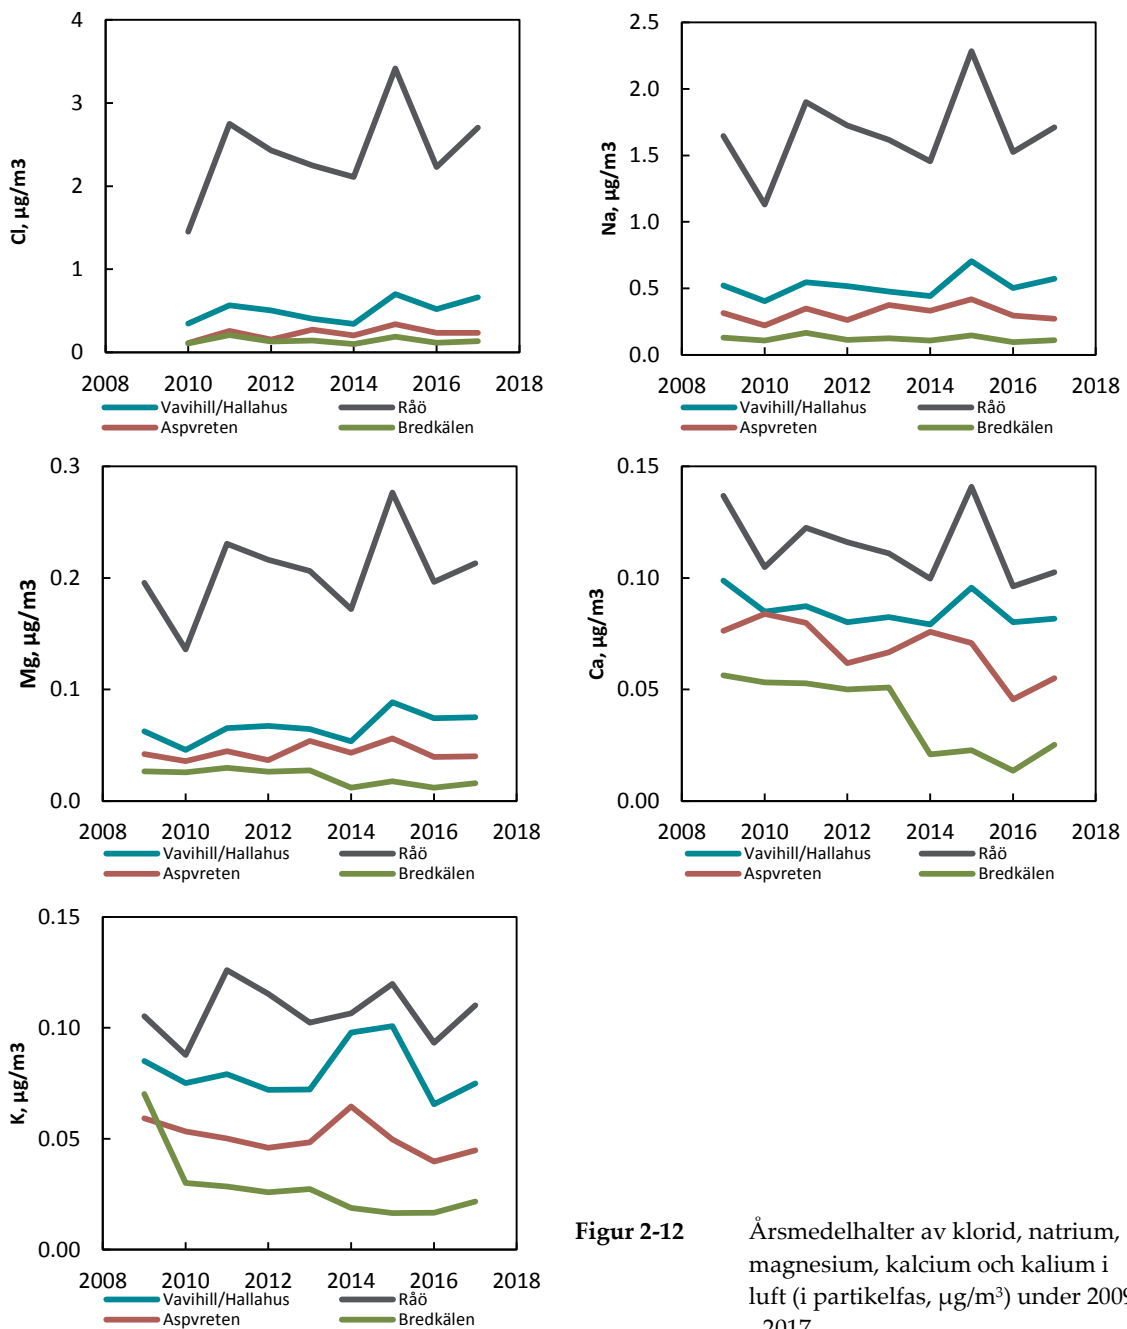 Cl, µg/m3
4
3
2
1
0
2008 2010 2012 2014 2016 2018
Vavihill/Hallahus Råö
Aspvreten Bredkälen
Na, µg/m3
2.5
2.0
1.5
1.0
0.5
0.0
2008 2010 2012 2014 2016 2018
Vavihill/Hallahus Råö
Aspvreten Bredkälen
Mg, µg/m3
0.3
0.2
0.1
0.0
2008 2010 2012 2014 2016 2018
Vavihill/Hallahus Råö
Aspvreten Bredkälen
Ca, µg/m3
0.15
0.10
0.05
0.00
2008 2010 2012 2014 2016 2018
Vavihill/Hallahus Råö
Aspvreten Bredkälen
K, µg/m3
0.15
0.10
0.05
0.00
2008 2010 2012 2014 2016 2018
Vavihill/Hallahus Råö
Aspvreten Bredkälen
Figur 2-12 Årsmedelhalter av klorid, natrium,
magnesium, kalcium och kalium i
luft (i partikelfas, µg/m³) under 2009
-2017